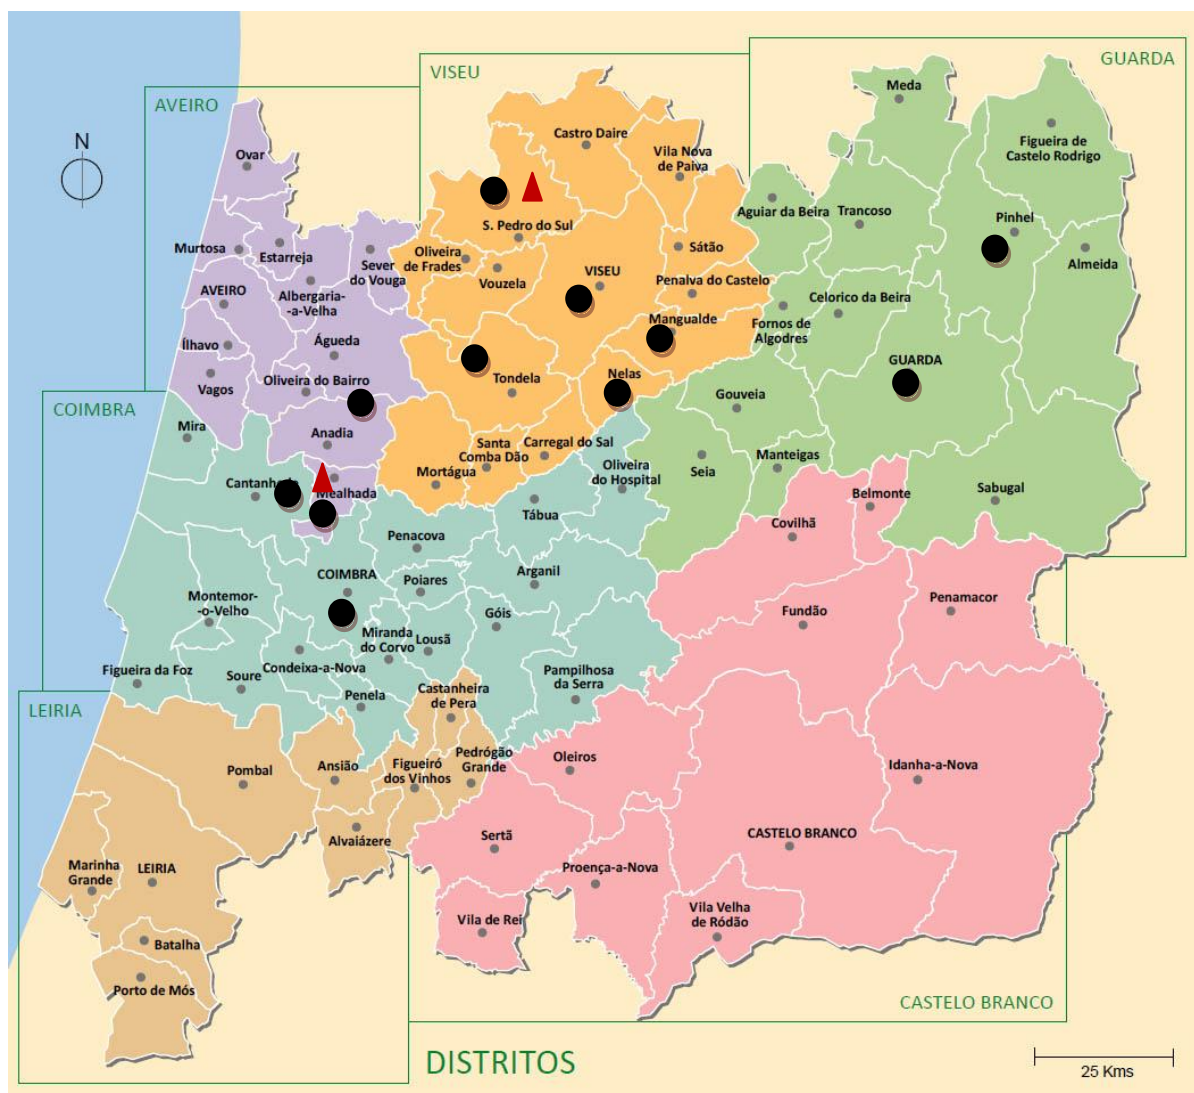 VISEU
GUARDA
AVEIRO
N
Meda
Castro Daire
Figueira de
Castelo Rodrigo
Ovar
Vila Nova
de Paiva
Aguiar da Beira
Trancoso
Pinhel
S. Pedro do Sul
Murtosa
Estarreja
Sever
do Vouga
Oliveira
de Frades
Sátão
Almeida
Vouzela
VISEU
Penalva do Castelo
AVEIRO
Albergaria-
-a-Velha
Celorico da Beira
Mangualde
Fornos de
Algodres
Ílhavo
Águeda
GUARDA
Vagos
Oliveira do Bairro
Tondela
Nelas
Gouveia
COIMBRA
Mira
Anadia
Santa
Comba Dão
Carregal do Sal
Mortágua
Oliveira
do Hospital
Seia
Manteigas
Mealhada
Belmonte
Sabugal
Tábua
Covilhã
Penacova
COIMBRA
Poiares
Arganil
Montemor-
-o-Velho
Góis
Fundão
Penamacor
Miranda
do Corvo
Lousã
Figueira da Foz
Soure
Condeixa-a-Nova
Pampilhosa
da Serra
Penela
Castanheira
de Pera
LEIRIA
Pombal
Ansião
Figueiró
dos Vinhos
Pedrógão
Grande
Oleiros
Idanha-a-Nova
Alvaiázere
Sertã
CASTELO BRANCO
Marinha
Grande
LEIRIA
Proença-a-Nova
Vila de Rei
Vila Velha
de Ródão
Batalha
Porto de Mós
CASTELO BRANCO
DISTRITOS
25 Kms